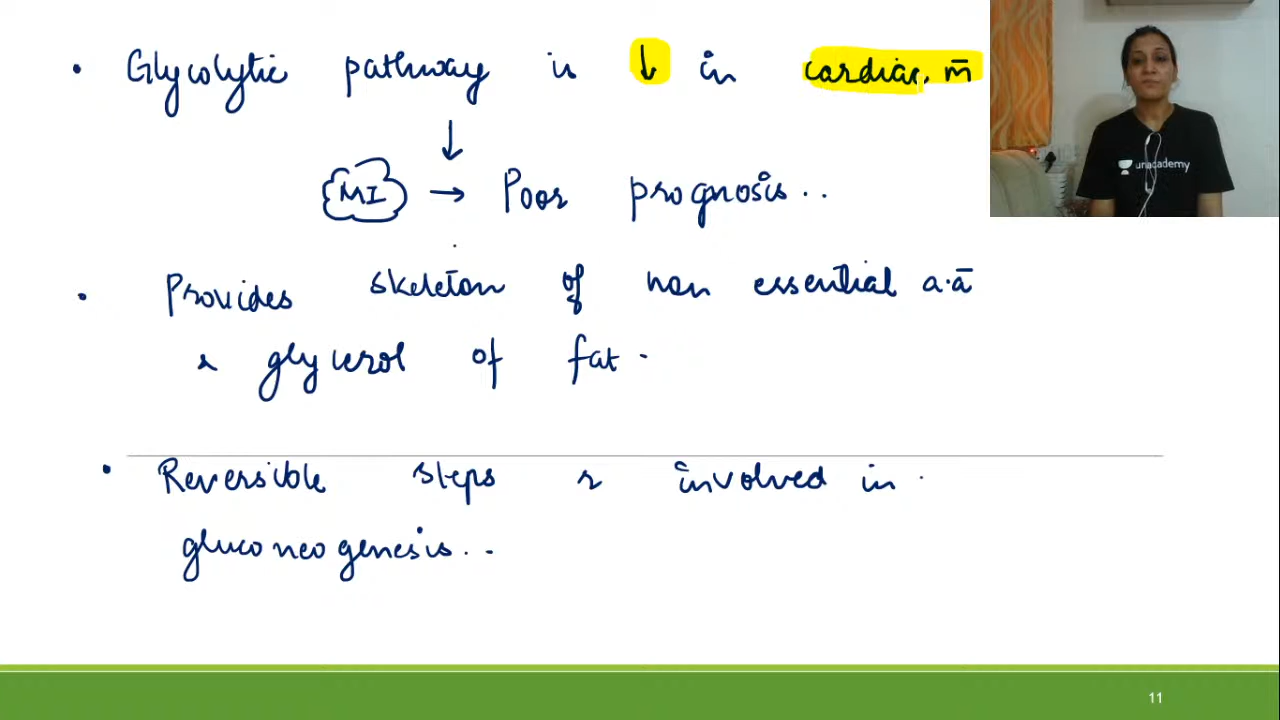 • Glycolytic pathway is ↓ in cardiac m̄
↓
MI → Poor prognosis..
• Provides skeleton of non essential a.ā
& glycerol of fat.
• Reversible steps r involved in
gluconeogenesis..
unacademy
11